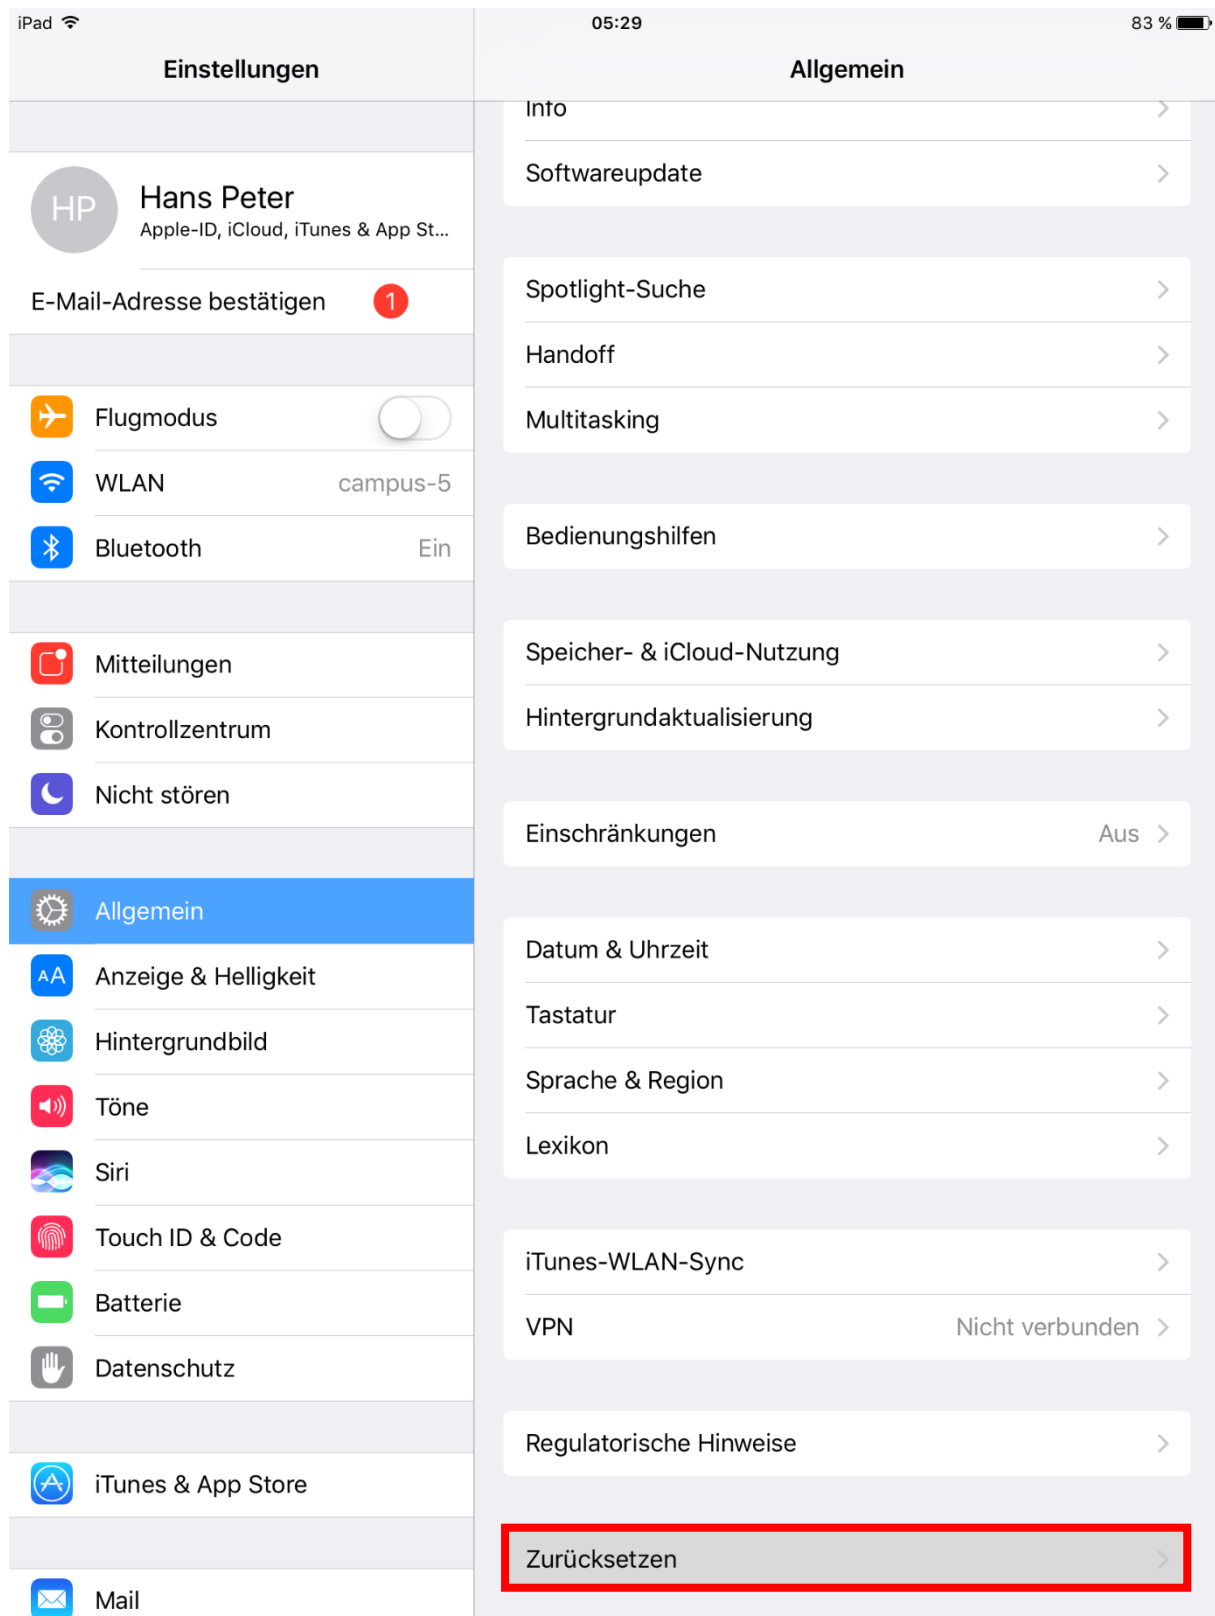 iPad 05:29 83 %
Einstellungen
HP
Hans Peter
Apple-ID, iCloud, iTunes & App St...
E-Mail-Adresse bestätigen 1
Flugmodus
WLAN campus-5
Bluetooth Ein
Mitteilungen
Kontrollzentrum
Nicht stören
Allgemein
AA Anzeige & Helligkeit
Hintergrundbild
Töne
Siri
Touch ID & Code
Batterie
Datenschutz
iTunes & App Store
Mail
Allgemein
Info
Softwareupdate
Spotlight-Suche
Handoff
Multitasking
Bedienungshilfen
Speicher- & iCloud-Nutzung
Hintergrundaktualisierung
Einschränkungen Aus
Datum & Uhrzeit
Tastatur
Sprache & Region
Lexikon
iTunes-WLAN-Sync
VPN Nicht verbunden
Regulatorische Hinweise
Zurücksetzen